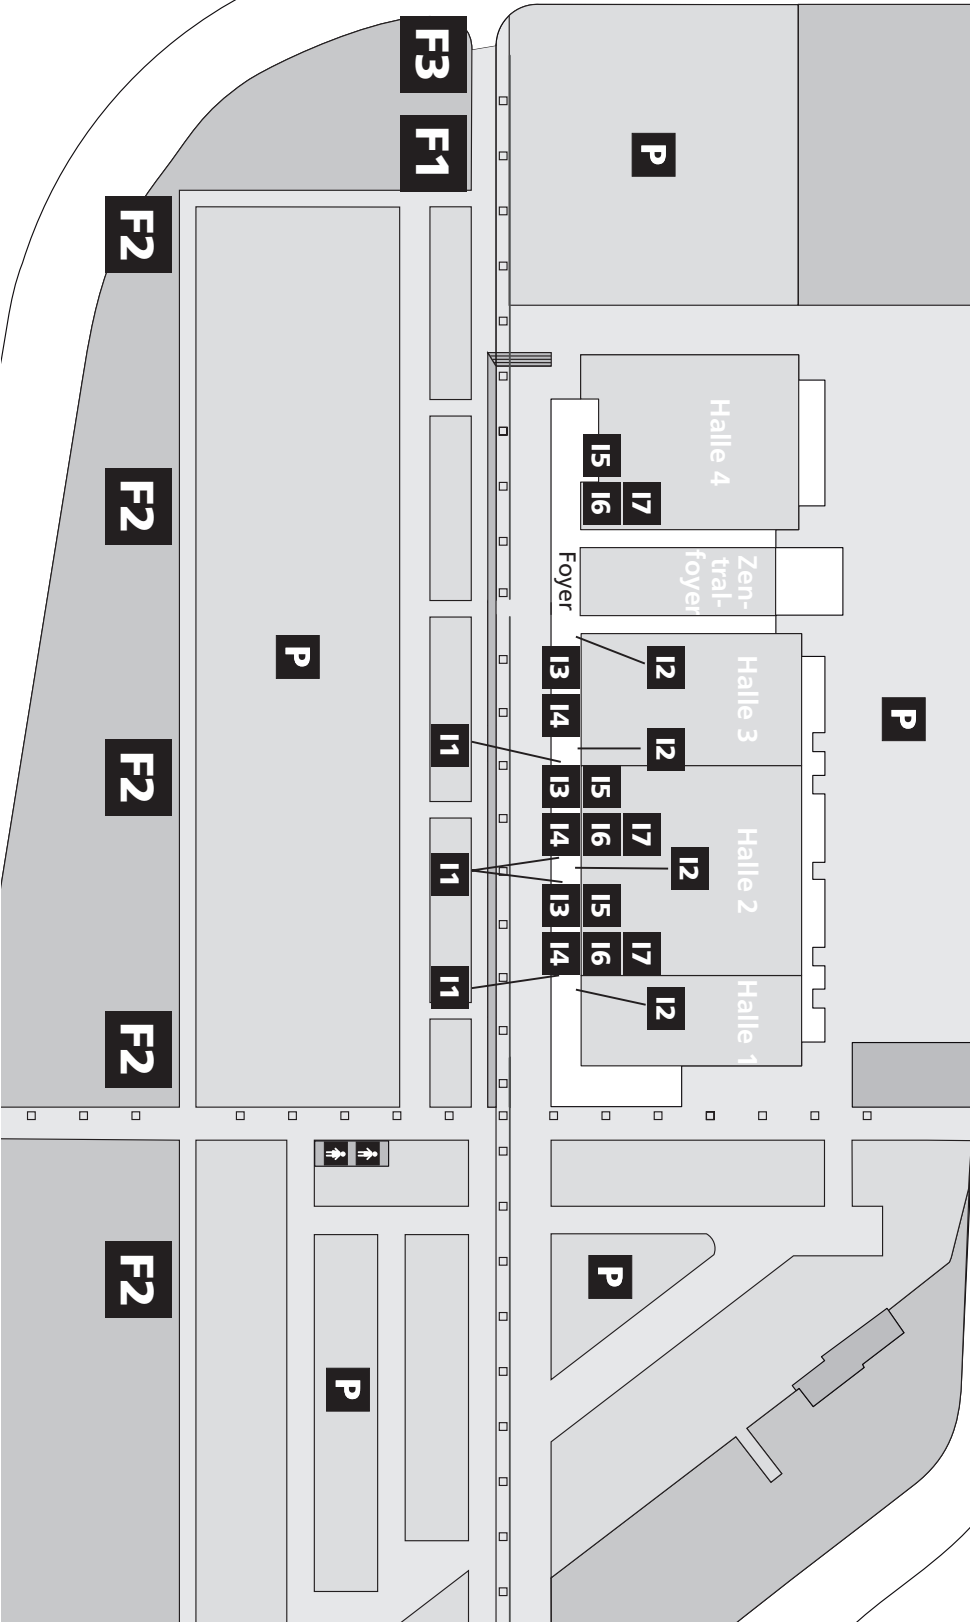 F3
F1
P
F2
Halle 4
I5
I6
I7
F2
Zen-
tral-
foyer
Foyer
P
I3
I2
Halle 3
I4
P
I1
I2
F2
I3
I5
I4
I6
I7
Halle 2
I1
I2
I3
I5
I4
I6
I7
I1
I2
Halle 1
F2
F2
P
P